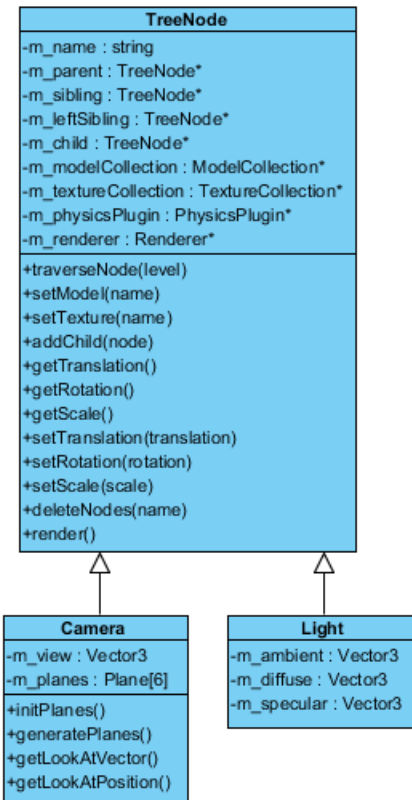 TreeNode
-m_name : string
-m_parent : TreeNode*
-m_sibling : TreeNode*
-m_leftSibling : TreeNode*
-m_child : TreeNode*
-m_modelCollection : ModelCollection*
-m_textureCollection : TextureCollection*
-m_physicsPlugin : PhysicsPlugin*
-m_renderer : Renderer*
+traverseNode(level)
+setModel(name)
+setTexture(name)
+addChild(node)
+getTranslation()
+getRotation()
+getScale()
+setTranslation(translation)
+setRotation(rotation)
+setScale(scale)
+deleteNodes(name)
+render()
Camera
-m_view : Vector3
-m_planes : Plane[6]
+initPlanes()
+generatePlanes()
+getLookAtVector()
+getLookAtPosition()
Light
-m_ambient : Vector3
-m_diffuse : Vector3
-m_specular : Vector3